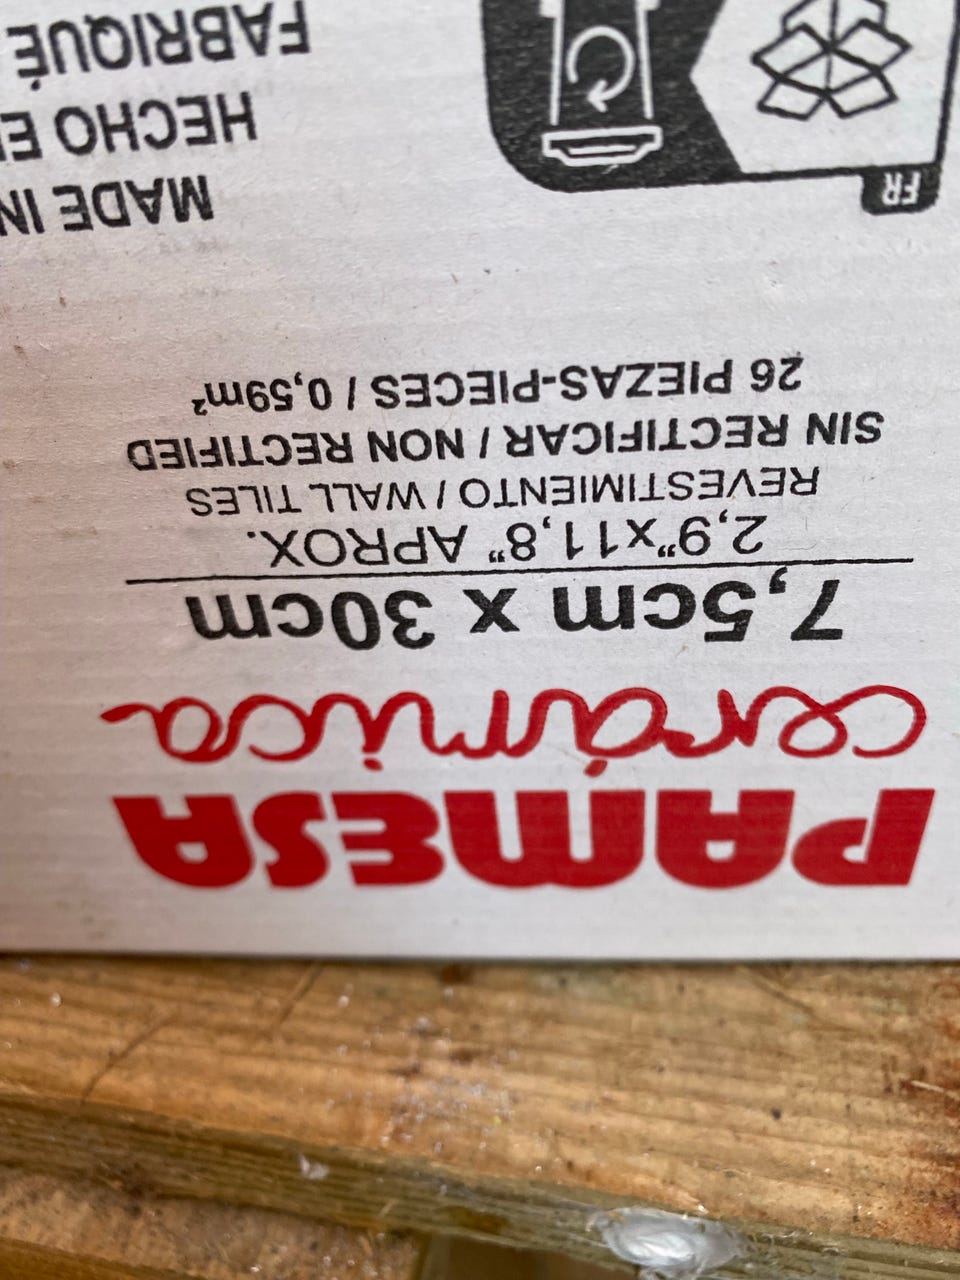 PAMESA
cerámica
7,5cm x 30cm
2,9"x11,8" APROX.
REVESTIMIENTO / WALL TILES
SIN RECTIFICAR / NON RECTIFIED
26 PIEZAS-PIECES / 0,59m²
FR
MADE IN
HECHO E
FABRIQUÉ